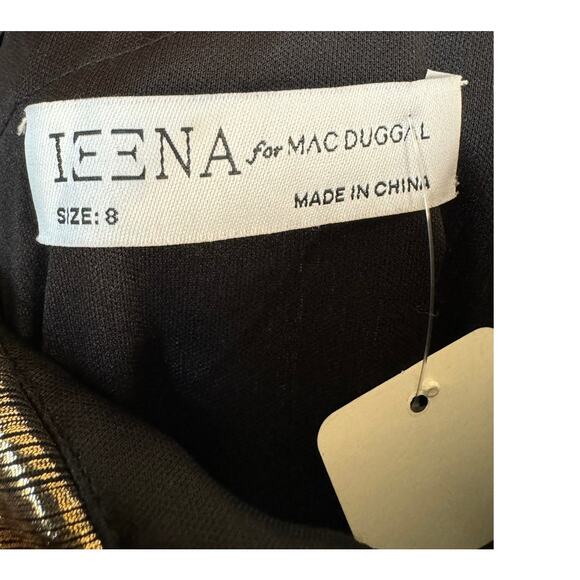 IEENA for MAC DUGGAL
SIZE: 8
MADE IN CHINA